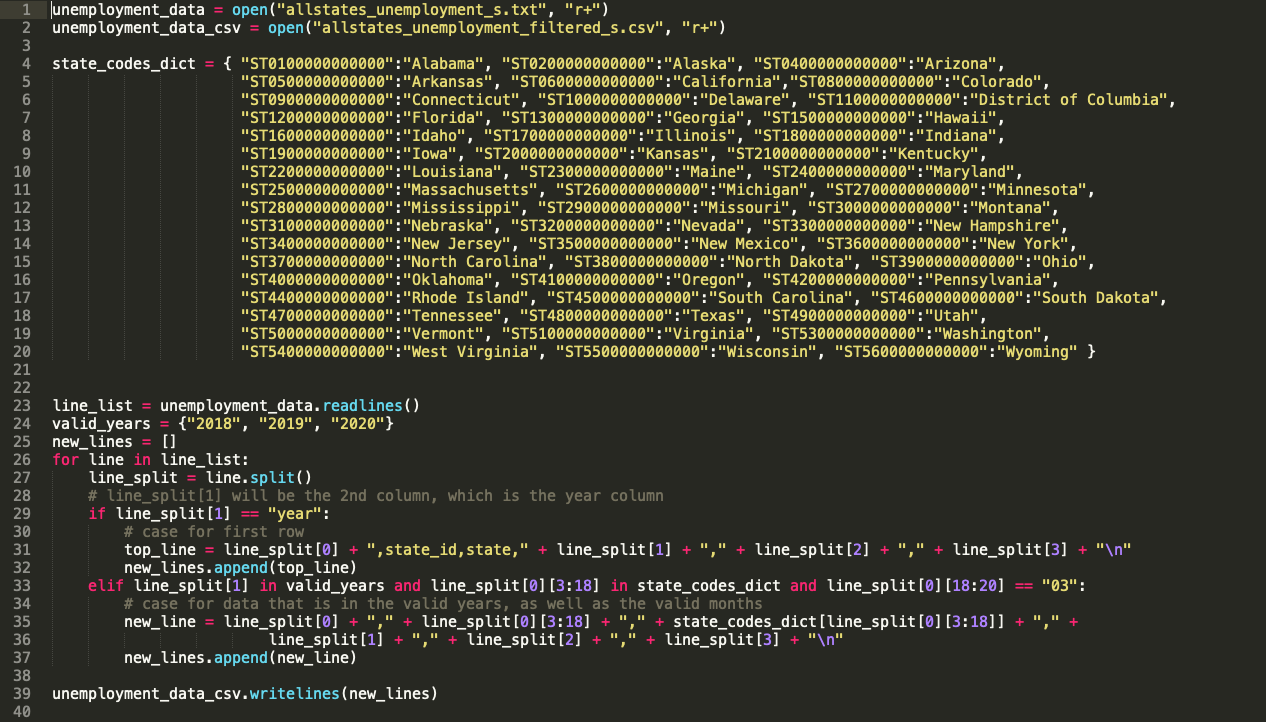 1 unemployment_data = open("allstates_unemployment_s.txt", "r+")
2 unemployment_data_csv = open("allstates_unemployment_filtered_s.csv", "r+")
3
4 state_codes_dict = { "ST0100000000000":"Alabama", "ST0200000000000":"Alaska", "ST0400000000000":"Arizona",
5 "ST0500000000000":"Arkansas", "ST0600000000000":"California","ST0800000000000":"Colorado",
6 "ST0900000000000":"Connecticut", "ST1000000000000":"Delaware", "ST1100000000000":"District of Columbia",
7 "ST1200000000000":"Florida", "ST1300000000000":"Georgia", "ST1500000000000":"Hawaii",
8 "ST1600000000000":"Idaho", "ST1700000000000":"Illinois", "ST1800000000000":"Indiana",
9 "ST1900000000000":"Iowa", "ST2000000000000":"Kansas", "ST2100000000000":"Kentucky",
10 "ST2200000000000":"Louisiana", "ST2300000000000":"Maine", "ST2400000000000":"Maryland",
11 "ST2500000000000":"Massachusetts", "ST2600000000000":"Michigan", "ST2700000000000":"Minnesota",
12 "ST2800000000000":"Mississippi", "ST2900000000000":"Missouri", "ST3000000000000":"Montana",
13 "ST3100000000000":"Nebraska", "ST3200000000000":"Nevada", "ST3300000000000":"New Hampshire",
14 "ST3400000000000":"New Jersey", "ST3500000000000":"New Mexico", "ST3600000000000":"New York",
15 "ST3700000000000":"North Carolina", "ST3800000000000":"North Dakota", "ST3900000000000":"Ohio",
16 "ST4000000000000":"Oklahoma", "ST4100000000000":"Oregon", "ST4200000000000":"Pennsylvania",
17 "ST4400000000000":"Rhode Island", "ST4500000000000":"South Carolina", "ST4600000000000":"South Dakota",
18 "ST4700000000000":"Tennessee", "ST4800000000000":"Texas", "ST4900000000000":"Utah",
19 "ST5000000000000":"Vermont", "ST5100000000000":"Virginia", "ST5300000000000":"Washington",
20 "ST5400000000000":"West Virginia", "ST5500000000000":"Wisconsin", "ST5600000000000":"Wyoming" }
21
22
23 line_list = unemployment_data.readlines()
24 valid_years = {"2018", "2019", "2020"}
25 new_lines = []
26 for line in line_list:
27 line_split = line.split()
28 # line_split[1] will be the 2nd column, which is the year column
29 if line_split[1] == "year":
30 # case for first row
31 top_line = line_split[0] + ",state_id,state," + line_split[1] + "," + line_split[2] + "," + line_split[3] + "\n"
32 new_lines.append(top_line)
33 elif line_split[1] in valid_years and line_split[0][3:18] in state_codes_dict and line_split[0][18:20] == "03":
34 # case for data that is in the valid years, as well as the valid months
35 new_line = line_split[0] + "," + line_split[0][3:18] + "," + state_codes_dict[line_split[0][3:18]] + "," +
36 line_split[1] + "," + line_split[2] + "," + line_split[3] + "\n"
37 new_lines.append(new_line)
38
39 unemployment_data_csv.writelines(new_lines)
40